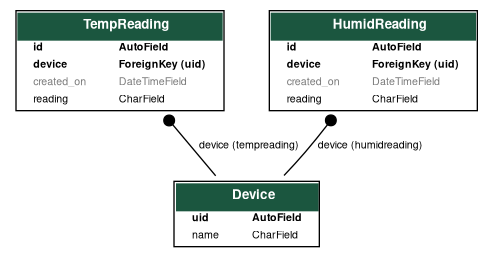 TempReading
id AutoField
device ForeignKey (uid)
created_on DateTimeField
reading CharField
HumidReading
id AutoField
device ForeignKey (uid)
created_on DateTimeField
reading CharField
device (tempreading)
device (humidreading)
Device
uid AutoField
name CharField